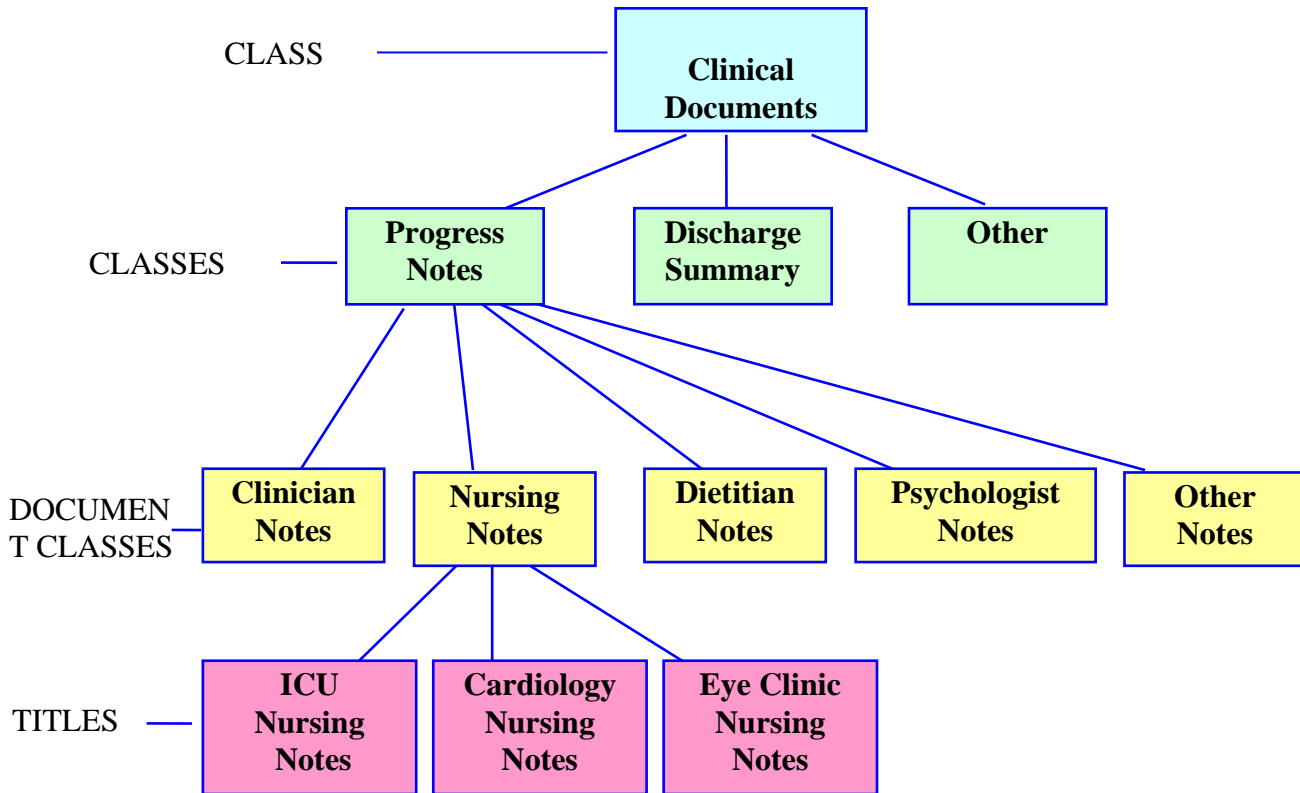 CLASS
Clinical
Documents
CLASSES
Progress
Notes
Discharge
Summary
Other
DOCUMEN
T CLASSES
Clinician
Notes
Nursing
Notes
Dietitian
Notes
Psychologist
Notes
Other
Notes
TITLES
ICU
Nursing
Notes
Cardiology
Nursing
Notes
Eye Clinic
Nursing
Notes